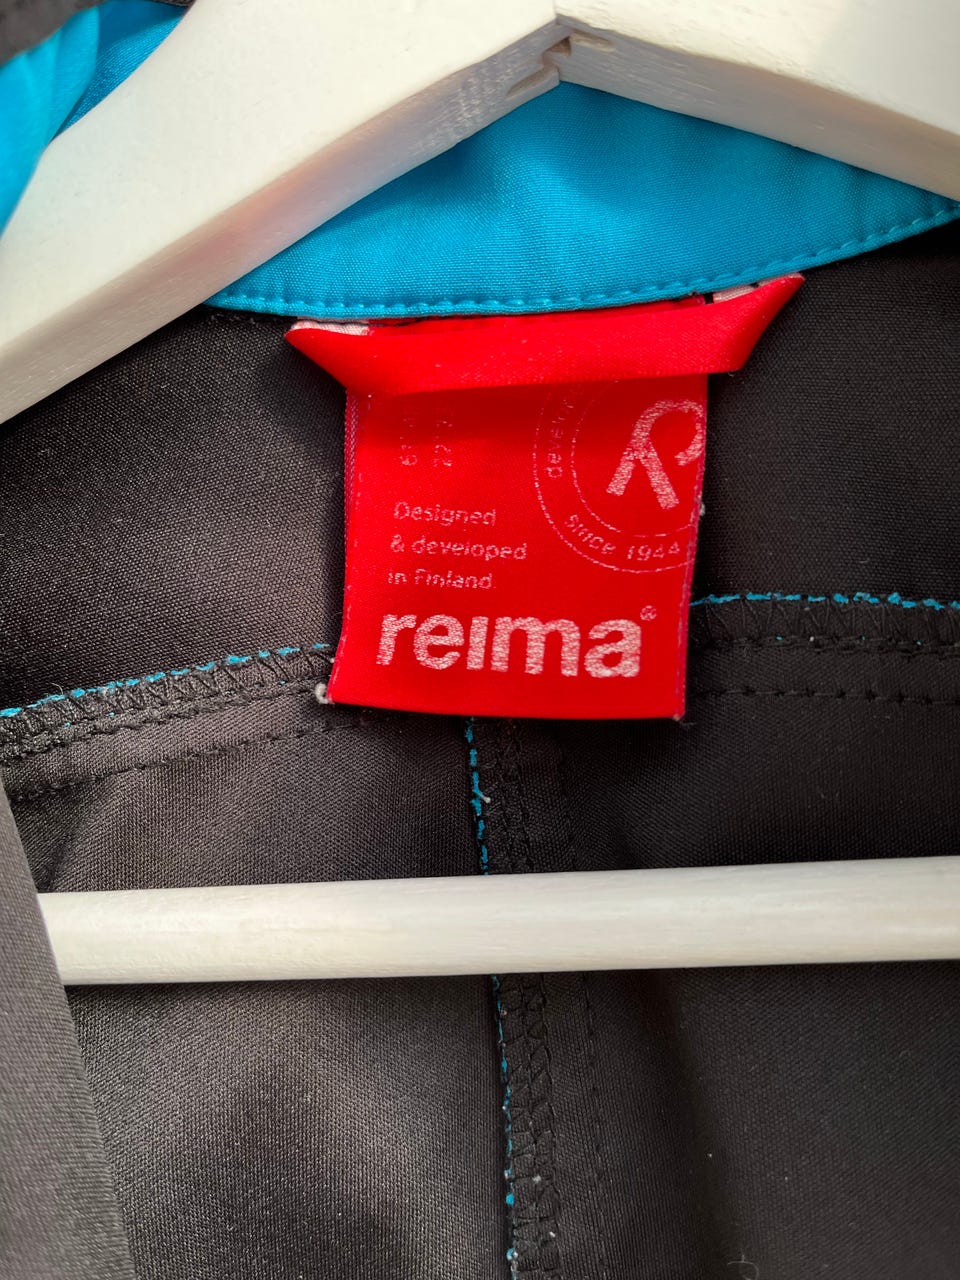 Designed
& developed
in Finland.
reima®
since 1944